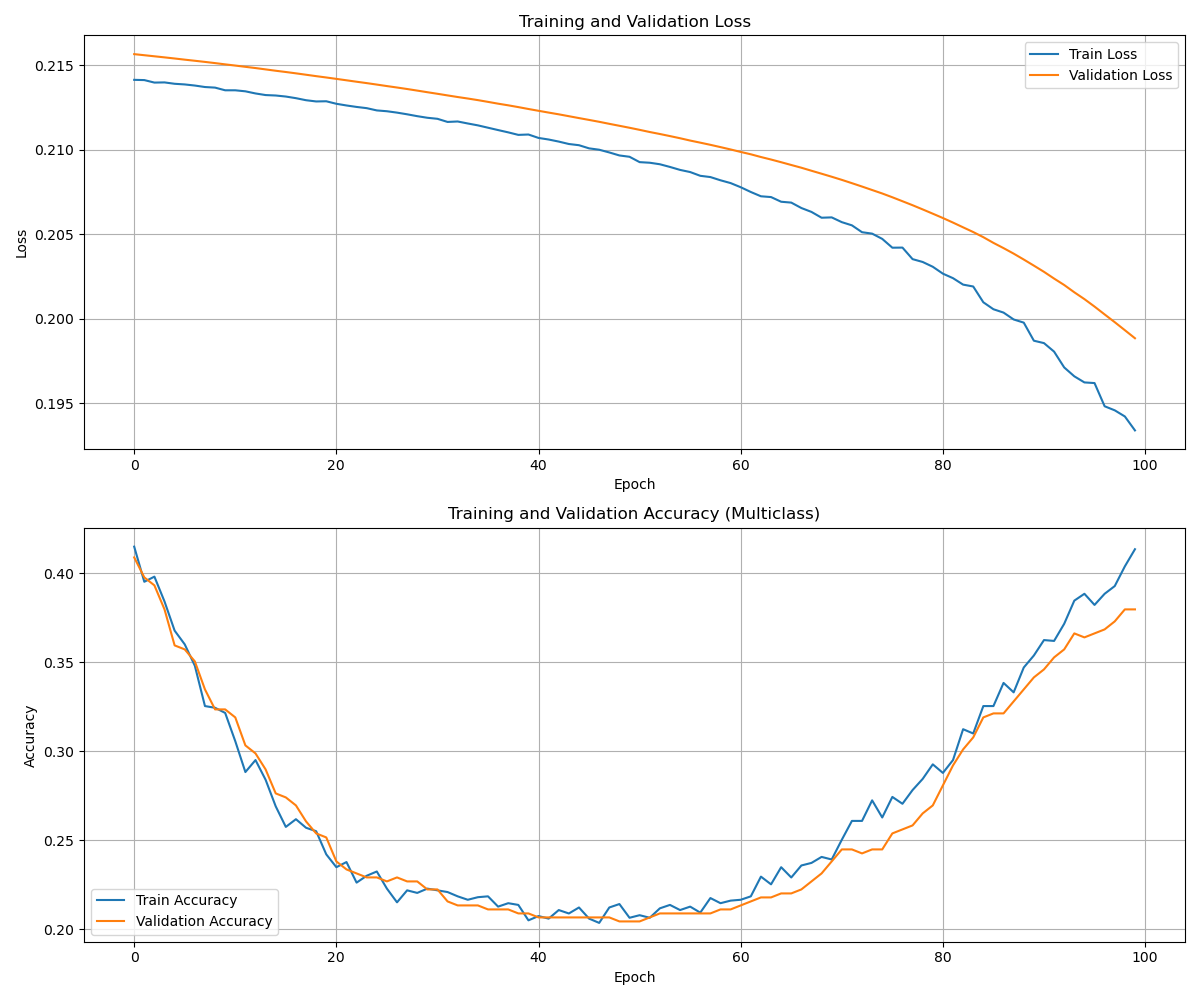 Training and Validation Loss
Train Loss
Validation Loss
0.215
0.210
0.205
0.200
0.195
Loss
0 20 40 60 80 100
Epoch
Training and Validation Accuracy (Multiclass)
0.40
0.35
0.30
0.25
0.20
Accuracy
Train Accuracy
Validation Accuracy
0 20 40 60 80 100
Epoch